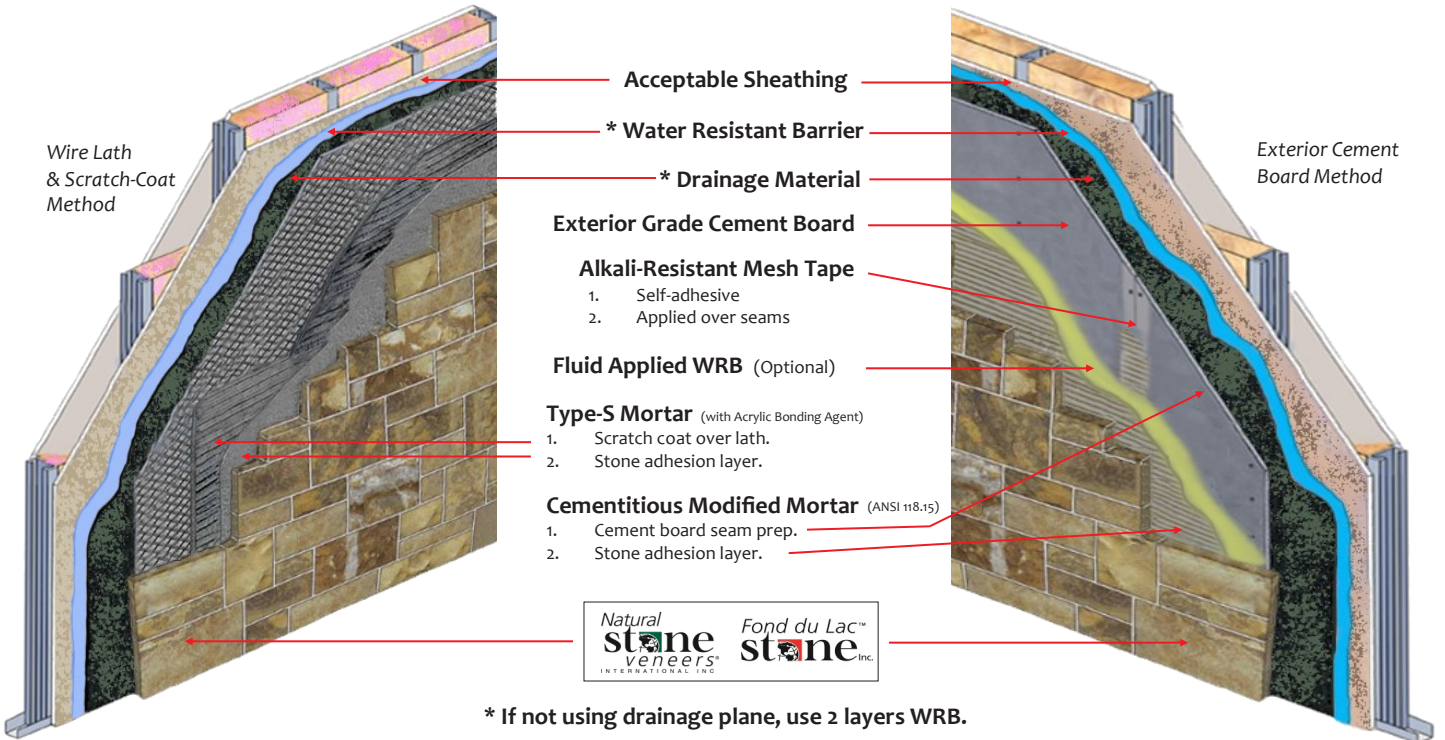 Acceptable Sheathing
* Water Resistant Barrier
Wire Lath
& Scratch-Coat
Method
Exterior Cement
Board Method
* Drainage Material
Exterior Grade Cement Board
Alkali-Resistant Mesh Tape
1. Self-adhesive
2. Applied over seams
Fluid Applied WRB (Optional)
Type-S Mortar (with Acrylic Bonding Agent)
1. Scratch coat over lath.
2. Stone adhesion layer.
Cementitious Modified Mortar (ANSI 118.15)
1. Cement board seam prep.
2. Stone adhesion layer.
Natural
stone
veneers®
INTERNATIONAL INC
Fond du Lac™
stone Inc.
* If not using drainage plane, use 2 layers WRB.